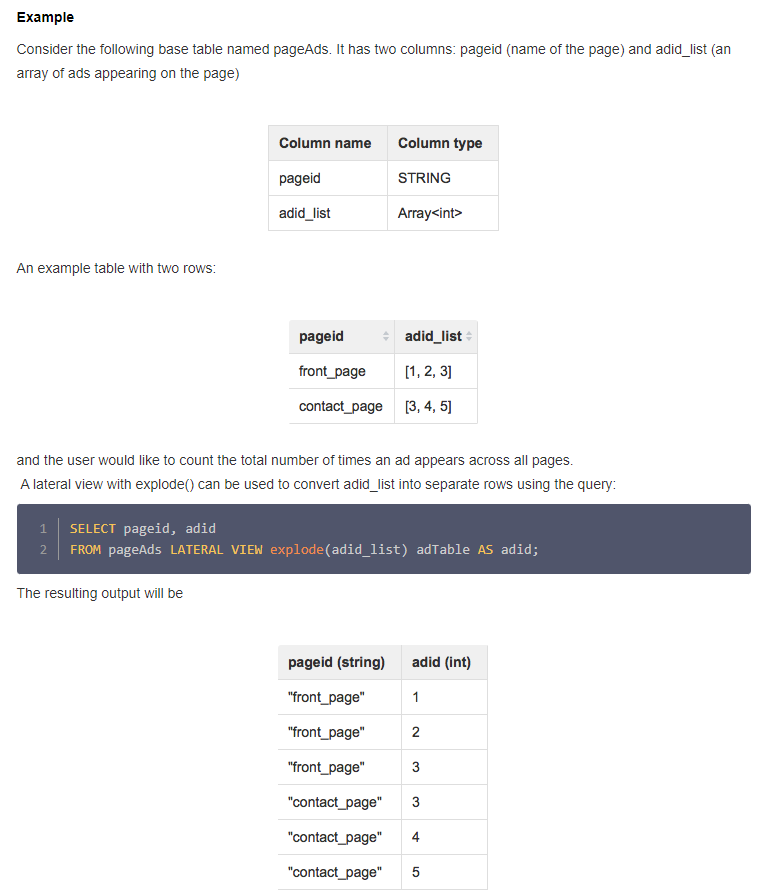 Example
Consider the following base table named pageAds. It has two columns: pageid (name of the page) and adid_list (an
array of ads appearing on the page)
Column name Column type
pageid STRING
adid_list Array<int>
An example table with two rows:
pageid adid_list
front_page [1, 2, 3]
contact_page [3, 4, 5]
and the user would like to count the total number of times an ad appears across all pages.
A lateral view with explode() can be used to convert adid_list into separate rows using the query:
1 SELECT pageid, adid
2 FROM pageAds LATERAL VIEW explode(adid_list) adTable AS adid;
The resulting output will be
pageid (string) adid (int)
"front_page" 1
"front_page" 2
"front_page" 3
"contact_page" 3
"contact_page" 4
"contact_page" 5